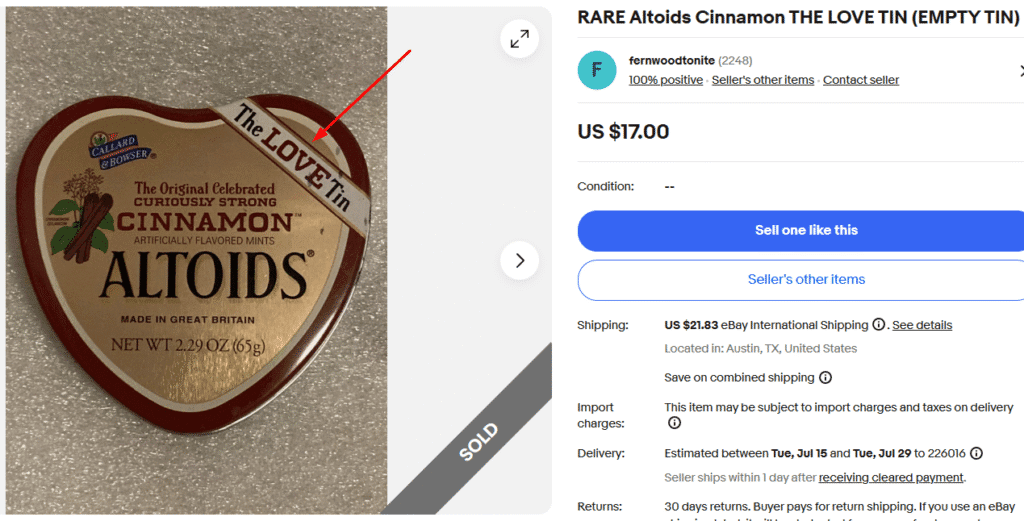 The LOVE Tin
CALLARD
& BOWSER®
The Original Celebrated
CURIOUSLY STRONG
CINNAMON™
ARTIFICIALLY FLAVORED MINTS
ALTOIDS®
MADE IN GREAT BRITAIN
NET WT 2.29 OZ (65g)
SOLD
RARE Altoids Cinnamon THE LOVE TIN (EMPTY TIN)
F
fernwoodtonite (2248)
100% positive · Seller's other items · Contact seller
US $17.00
Condition: --
Sell one like this
Seller's other items
Shipping: US $21.83 eBay International Shipping. See details
Located in: Austin, TX, United States
Save on combined shipping
Import This item may be subject to import charges and taxes on delivery
charges:
Delivery: Estimated between Tue, Jul 15 and Tue, Jul 29 to 226016
Seller ships within 1 day after receiving cleared payment.
Returns: 30 days returns. Buyer pays for return shipping. If you use an eBay